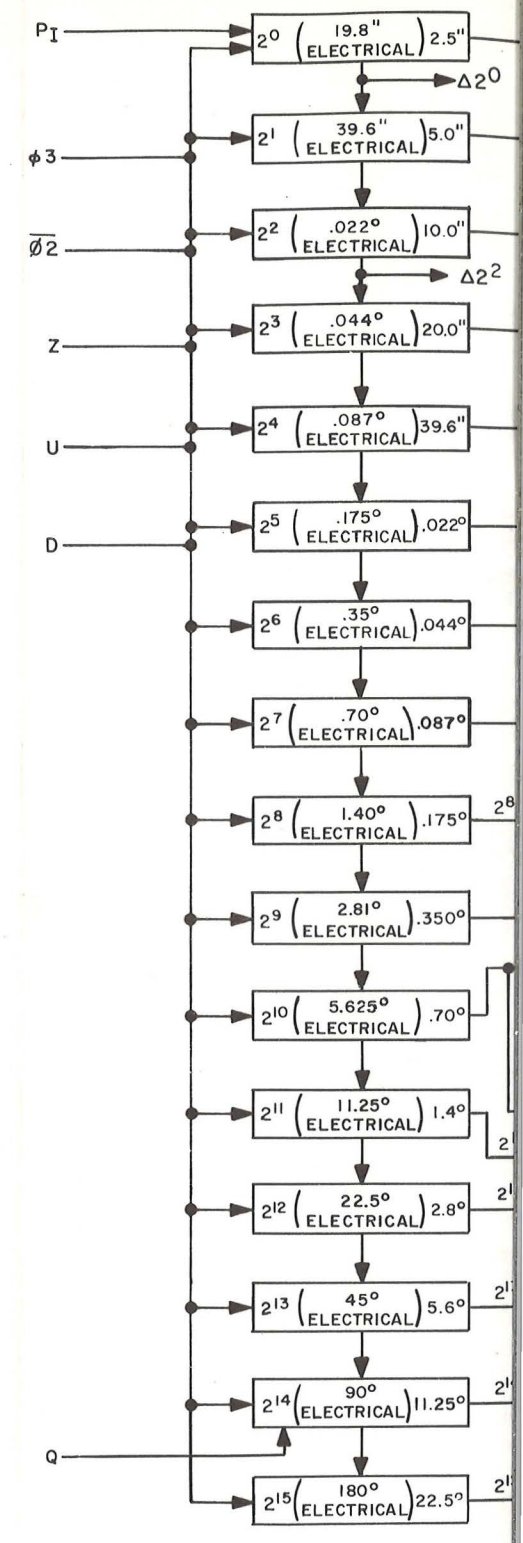 P_I
2⁰ (19.8" ELECTRICAL) 2.5"
Δ2⁰
2¹ (39.6" ELECTRICAL) 5.0"
ϕ3
2² (.022° ELECTRICAL) 10.0"
Ø̅2̅
Δ2²
2³ (.044° ELECTRICAL) 20.0"
Z
2⁴ (.087° ELECTRICAL) 39.6"
U
2⁵ (.175° ELECTRICAL) .022°
D
2⁶ (.35° ELECTRICAL) .044°
2⁷ (.70° ELECTRICAL) .087°
2⁸ (1.40° ELECTRICAL) .175° 2⁸
2⁹ (2.81° ELECTRICAL) .350°
2¹⁰ (5.625° ELECTRICAL) .70°
2¹¹ (11.25° ELECTRICAL) 1.4°
2¹² (22.5° ELECTRICAL) 2.8°
2¹³ (45° ELECTRICAL) 5.6°
2¹⁴ (90° ELECTRICAL) 11.25°
Q
2¹⁵ (180° ELECTRICAL) 22.5°